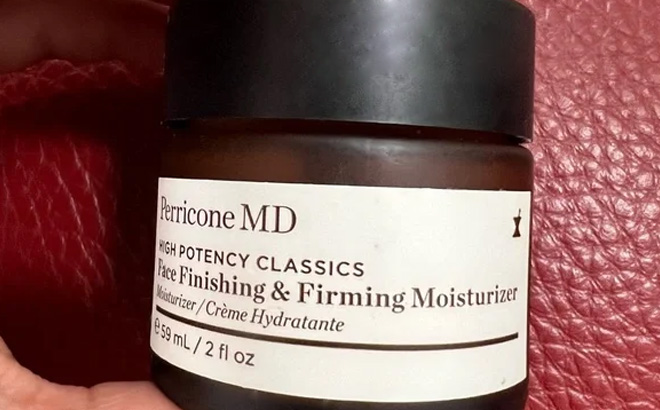 Perricone MD
HIGH POTENCY CLASSICS
Face Finishing & Firming Moisturizer
Moisturizer / Crème Hydratante
℮ 59 mL / 2 fl oz